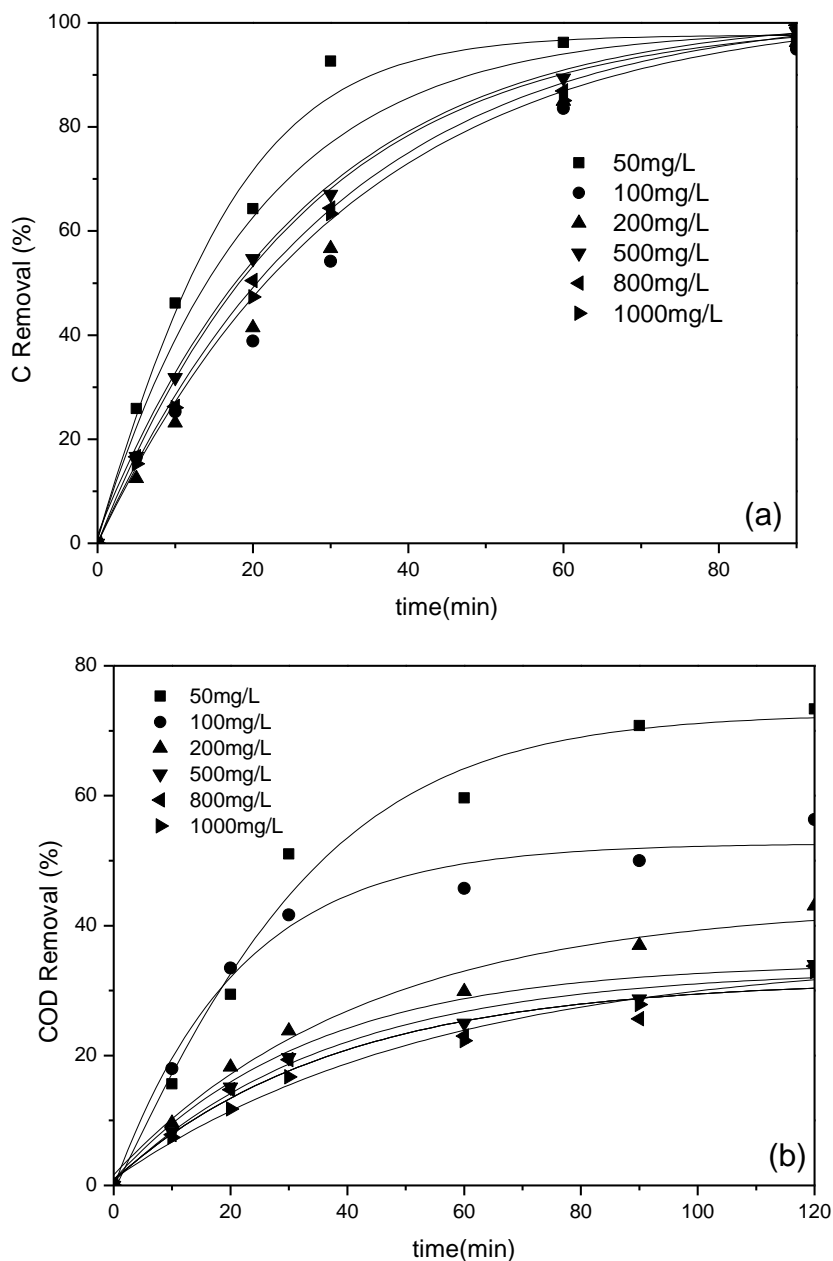 100
80
60
40
20
0
C Removal (%)
50mg/L
100mg/L
200mg/L
500mg/L
800mg/L
1000mg/L
(a)
0 20 40 60 80
time(min)
80
60
40
20
0
COD Removal (%)
50mg/L
100mg/L
200mg/L
500mg/L
800mg/L
1000mg/L
(b)
0 20 40 60 80 100 120
time(min)